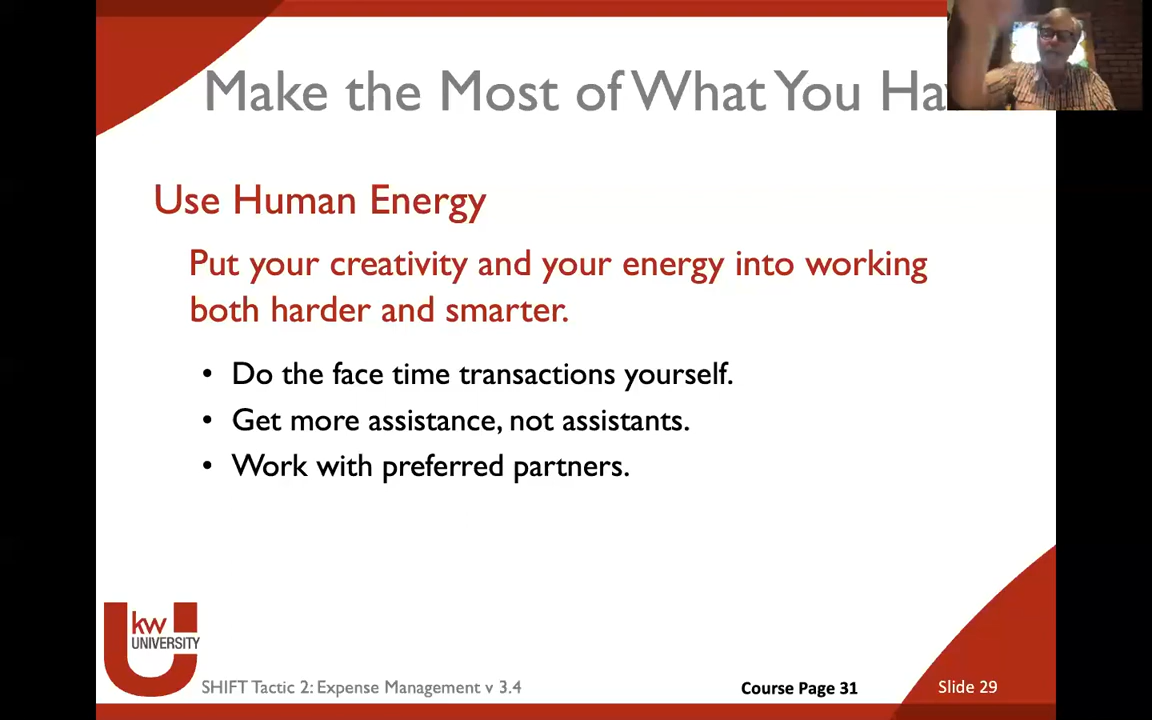 Make the Most of What You Ha
Use Human Energy
Put your creativity and your energy into working
both harder and smarter.
• Do the face time transactions yourself.
• Get more assistance, not assistants.
• Work with preferred partners.
kw
UNIVERSITY
SHIFT Tactic 2: Expense Management v 3.4
Course Page 31
Slide 29